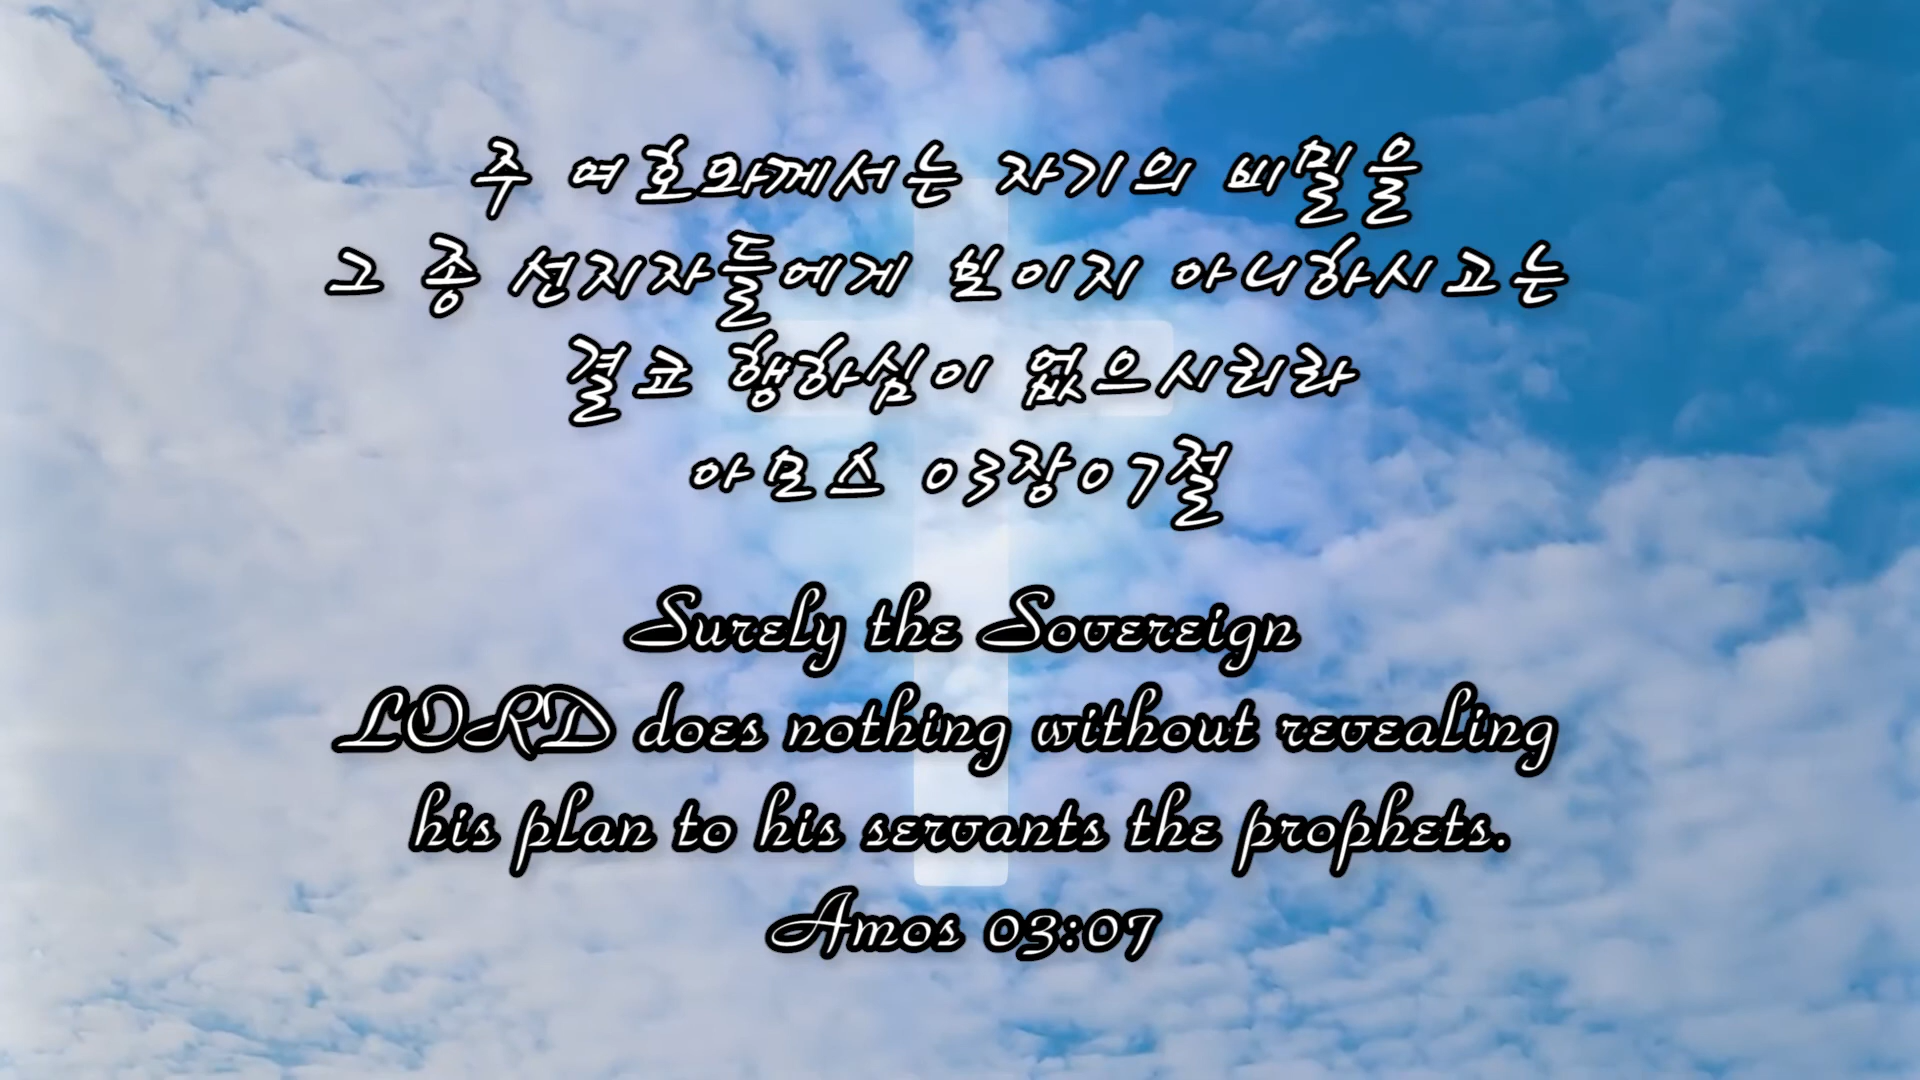 주 여호와께서는 자기의 비밀을
그 종 선지자들에게 보이지 아니하시고는
결코 행하심이 없으시리라
아모스 03장07절
Surely the Sovereign
LORD does nothing without revealing
his plan to his servants the prophets.
Amos 03:07